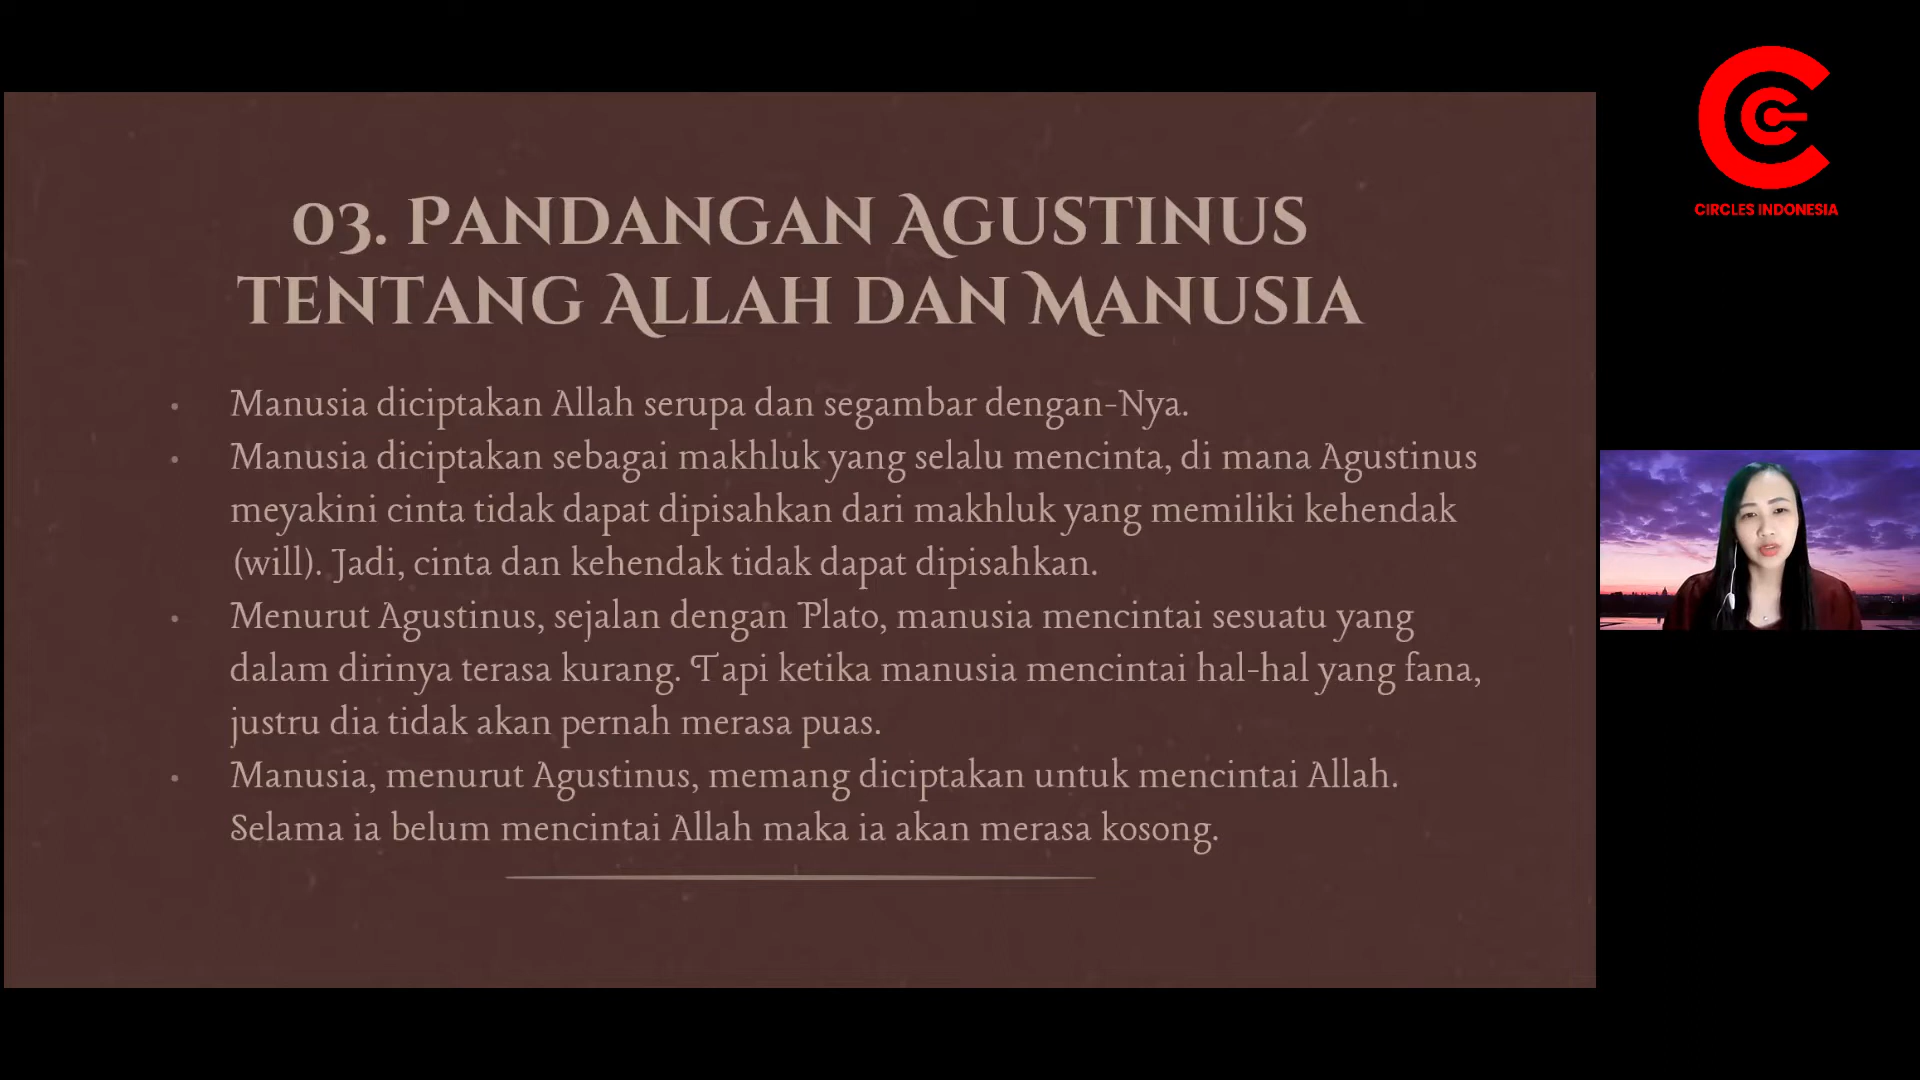 03. Pandangan Agustinus
tentang Allah dan Manusia
• Manusia diciptakan Allah serupa dan segambar dengan-Nya.
• Manusia diciptakan sebagai makhluk yang selalu mencinta, di mana Agustinus
meyakini cinta tidak dapat dipisahkan dari makhluk yang memiliki kehendak
(will). Jadi, cinta dan kehendak tidak dapat dipisahkan.
• Menurut Agustinus, sejalan dengan Plato, manusia mencintai sesuatu yang
dalam dirinya terasa kurang. Tapi ketika manusia mencintai hal-hal yang fana,
justru dia tidak akan pernah merasa puas.
• Manusia, menurut Agustinus, memang diciptakan untuk mencintai Allah.
Selama ia belum mencintai Allah maka ia akan merasa kosong.
CIRCLES INDONESIA